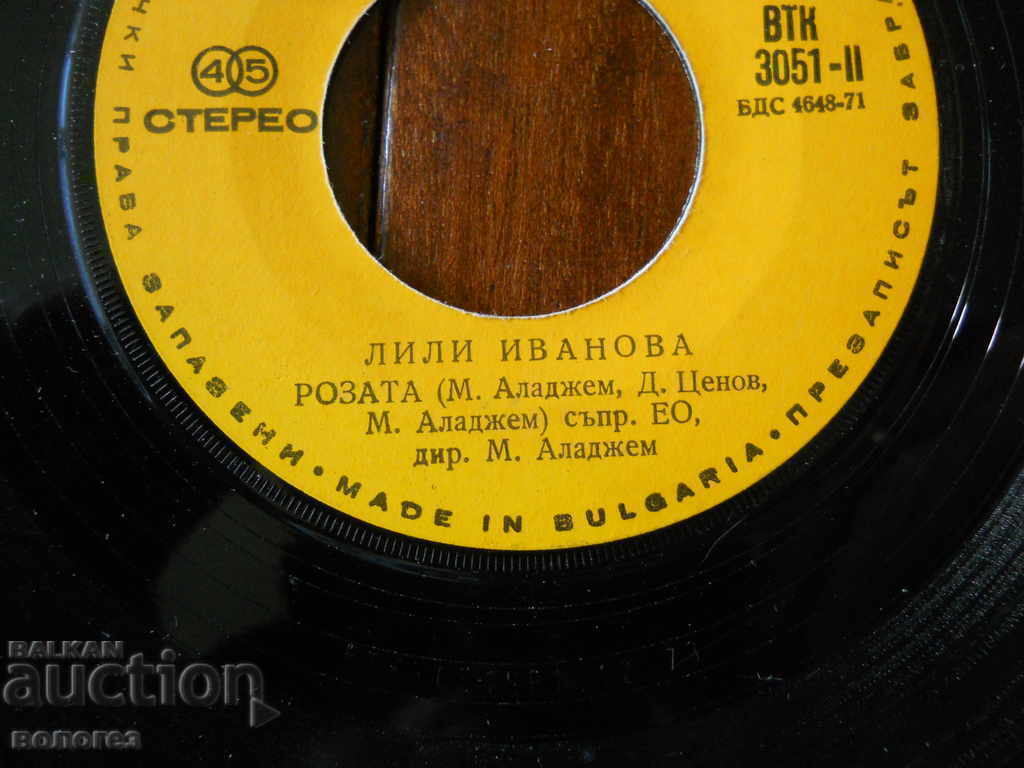 45
СТЕРЕО
ВТК
3051-II
БДС 4648-71
ЛИЛИ ИВАНОВА
РОЗАТА (М. Аладжем, Д. Ценов,
М. Аладжем) съпр. ЕО,
дир. М. Аладжем
ПРАВА ЗАПАЗЕНИ • MADE IN BULGARIA • ПРЕЗАПИСЪТ
BALKAN
auction
волога3